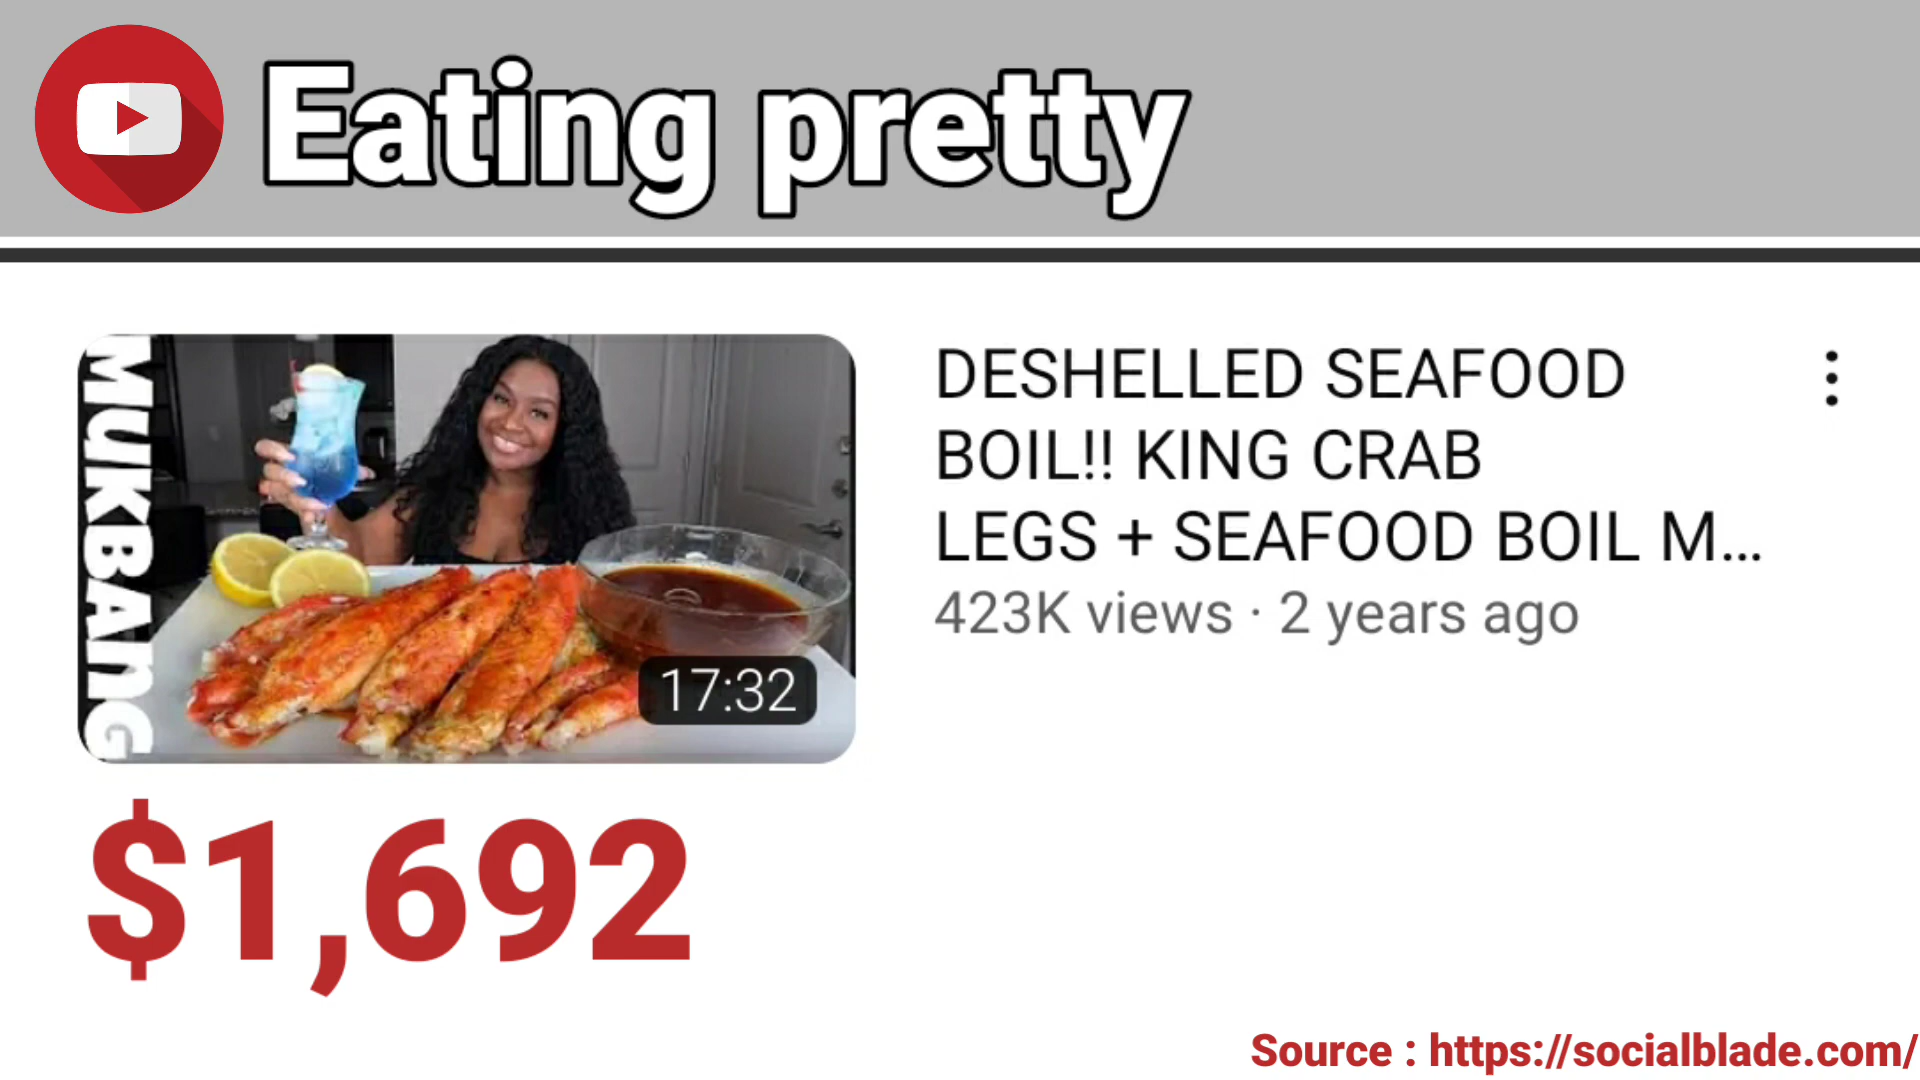 Eating pretty
MUKBANG
17:32
DESHELLED SEAFOOD
BOIL!! KING CRAB
LEGS + SEAFOOD BOIL M...
423K views · 2 years ago
$1,692
Source : https://socialblade.com/